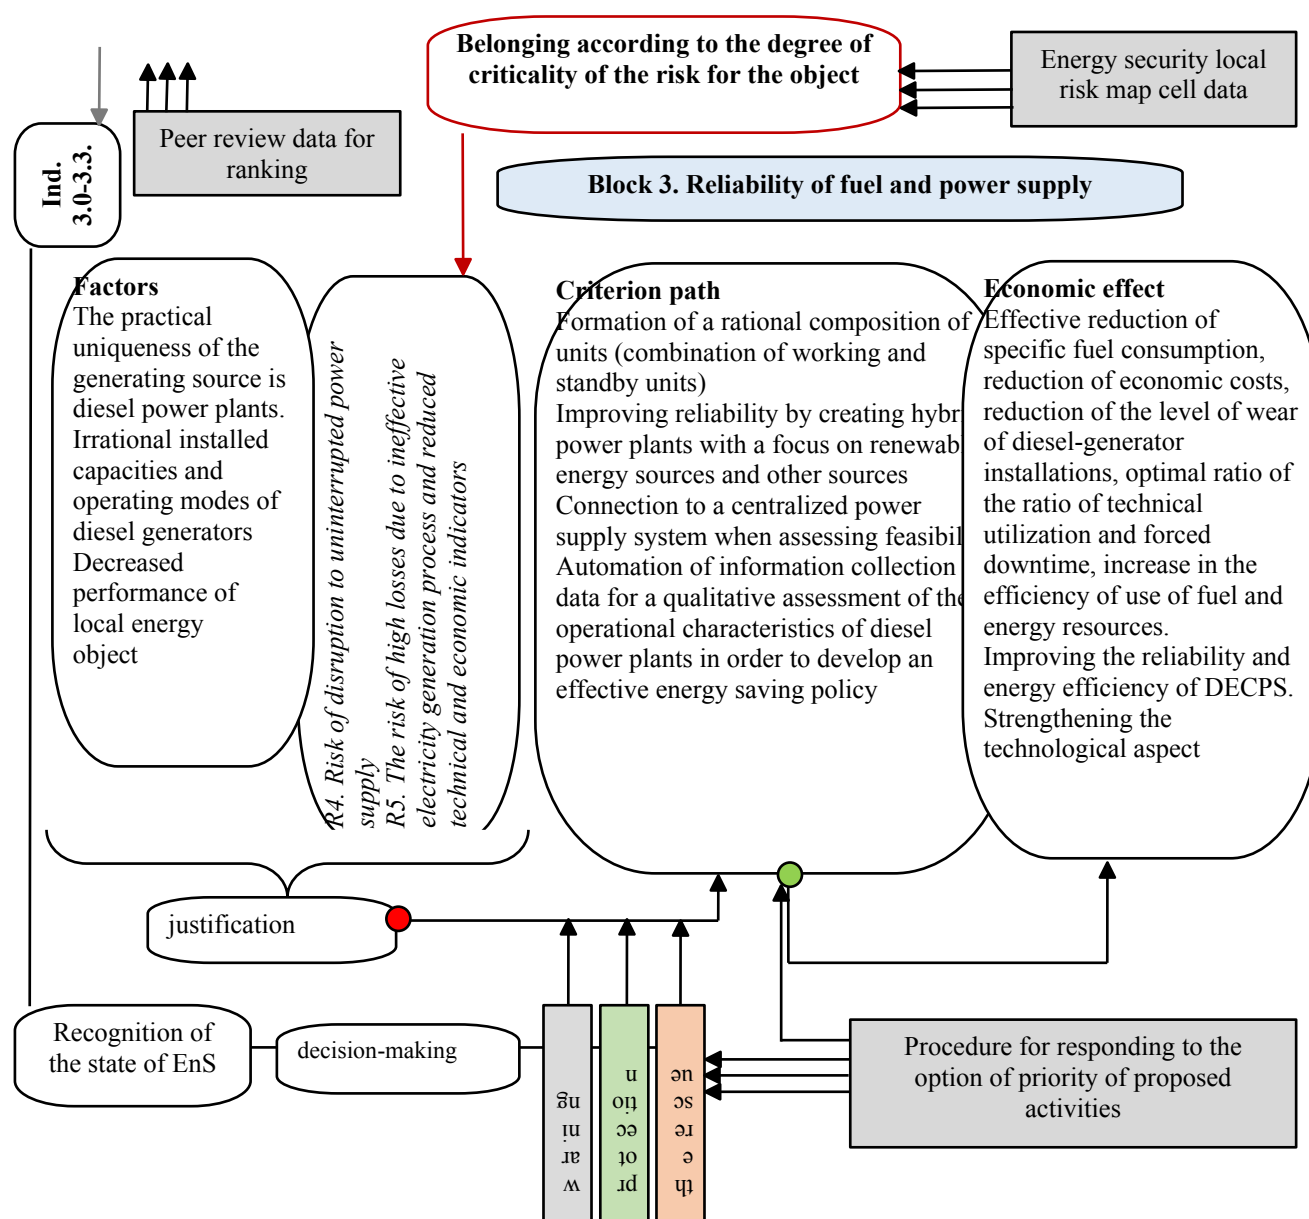 Belonging according to the degree of
criticality of the risk for the object
Energy security local
risk map cell data
Peer review data for
ranking
Ind.
3.0-3.3.
Block 3. Reliability of fuel and power supply
Factors
The practical
uniqueness of the
generating source is
diesel power plants.
Irrational installed
capacities and
operating modes of
diesel generators
Decreased
performance of
local energy
object
R4. Risk of disruption to uninterrupted power
supply
R5. The risk of high losses due to ineffective
electricity generation process and reduced
technical and economic indicators
Criterion path
Formation of a rational composition of
units (combination of working and
standby units)
Improving reliability by creating hybr
power plants with a focus on renewab
energy sources and other sources
Connection to a centralized power
supply system when assessing feasibil
Automation of information collection
data for a qualitative assessment of the
operational characteristics of diesel
power plants in order to develop an
effective energy saving policy
Economic effect
Effective reduction of
specific fuel consumption,
reduction of economic costs,
reduction of the level of wear
of diesel-generator
installations, optimal ratio of
the ratio of technical
utilization and forced
downtime, increase in the
efficiency of use of fuel and
energy resources.
Improving the reliability and
energy efficiency of DECPS.
Strengthening the
technological aspect
justification
Recognition of
the state of EnS
decision-making
w
ar
ni
ng
pr
ot
ec
tio
n
th
e
re
sc
ue
Procedure for responding to the
option of priority of proposed
activities